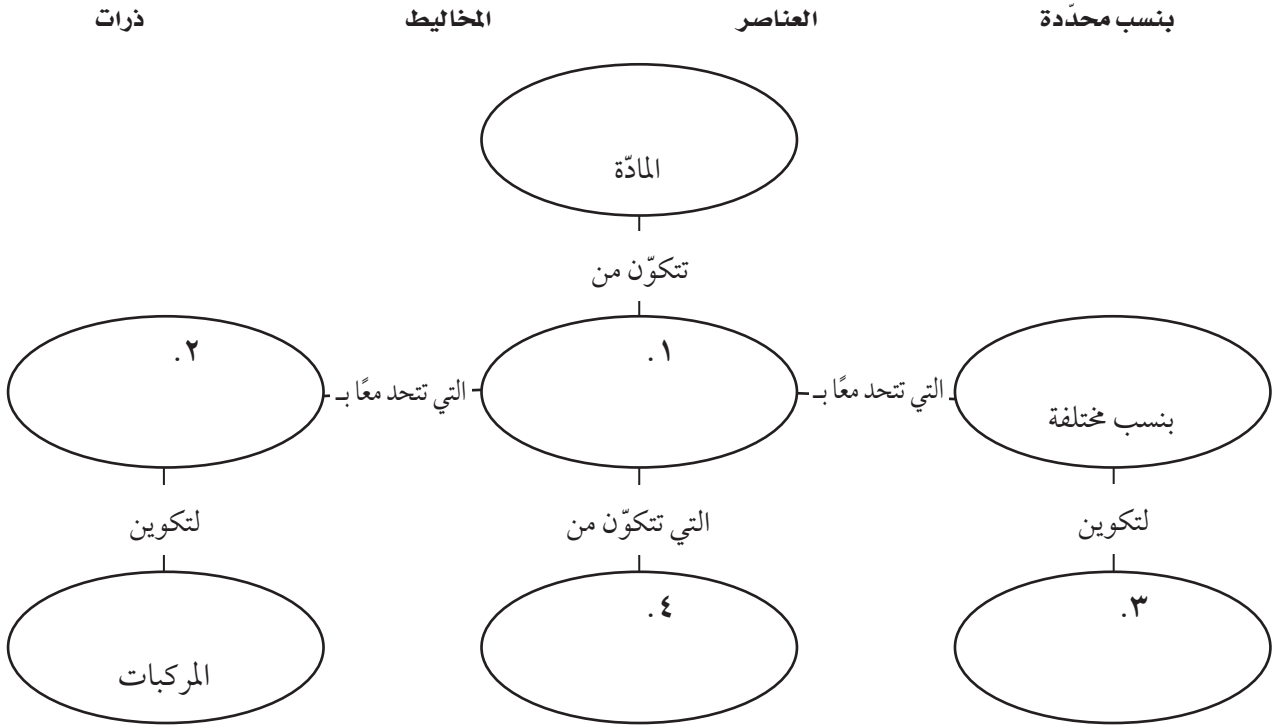 بنسب محدّدة العناصر المخاليط ذرات
المادّة
تتكوّن من
١.
٢.
بنسب مختلفة التي تتحد معًا بـ التي تتحد معًا بـ
لتكوين التي تتكوّن من لتكوين
٣.
٤.
المركبات